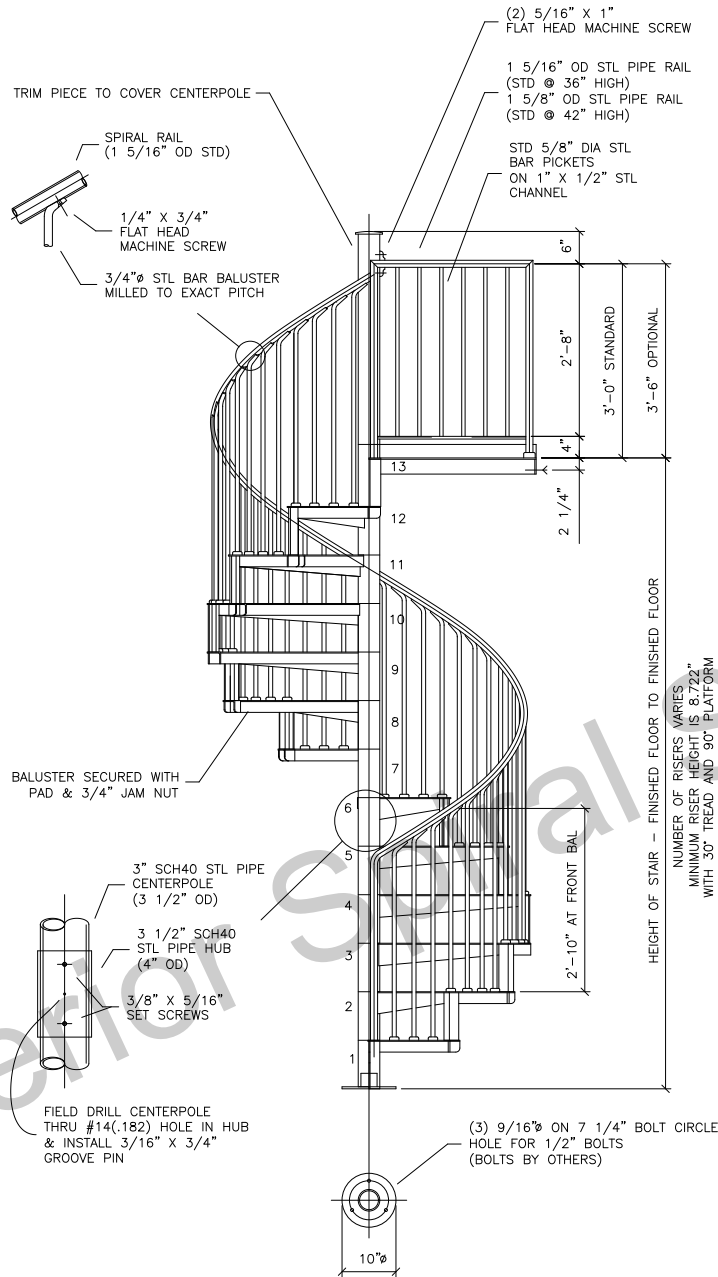 (2) 5/16" X 1"
FLAT HEAD MACHINE SCREW
1 5/16" OD STL PIPE RAIL
(STD @ 36" HIGH)
1 5/8" OD STL PIPE RAIL
(STD @ 42" HIGH)
TRIM PIECE TO COVER CENTERPOLE
SPIRAL RAIL
(1 5/16" OD STD)
STD 5/8" DIA STL
BAR PICKETS
ON 1" X 1/2" STL
CHANNEL
1/4" X 3/4"
FLAT HEAD
MACHINE SCREW
3/4"ø STL BAR BALUSTER
MILLED TO EXACT PITCH
6"
2'-8"
3'-0" STANDARD
3'-6" OPTIONAL
4"
2 1/4"
13
12
11
10
9
8
7
6
5
4
3
2
1
BALUSTER SECURED WITH
PAD & 3/4" JAM NUT
3" SCH40 STL PIPE
CENTERPOLE
(3 1/2" OD)
3 1/2" SCH40
STL PIPE HUB
(4" OD)
3/8" X 5/16"
SET SCREWS
2'-10" AT FRONT BAL
HEIGHT OF STAIR - FINISHED FLOOR TO FINISHED FLOOR
NUMBER OF RISERS VARIES
MINIMUM RISER HEIGHT IS 8.722"
WITH 30° TREAD AND 90° PLATFORM
FIELD DRILL CENTERPOLE
THRU #14(.182) HOLE IN HUB
& INSTALL 3/16" X 3/4"
GROOVE PIN
(3) 9/16"ø ON 7 1/4" BOLT CIRCLE
HOLE FOR 1/2" BOLTS
(BOLTS BY OTHERS)
10"ø
erior Spiral S